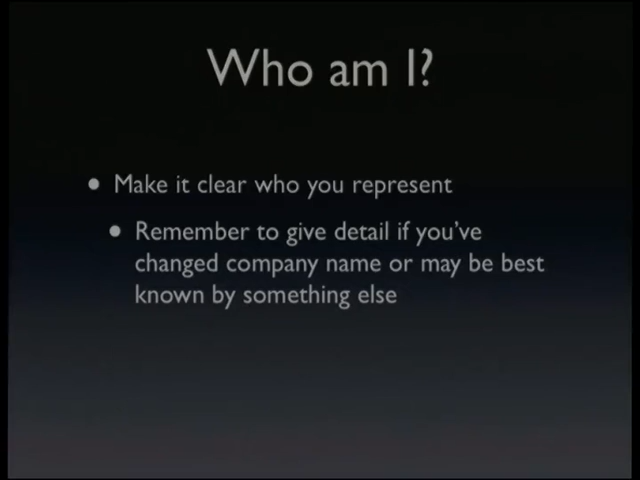 Who am I?
• Make it clear who you represent
• Remember to give detail if you've
changed company name or may be best
known by something else